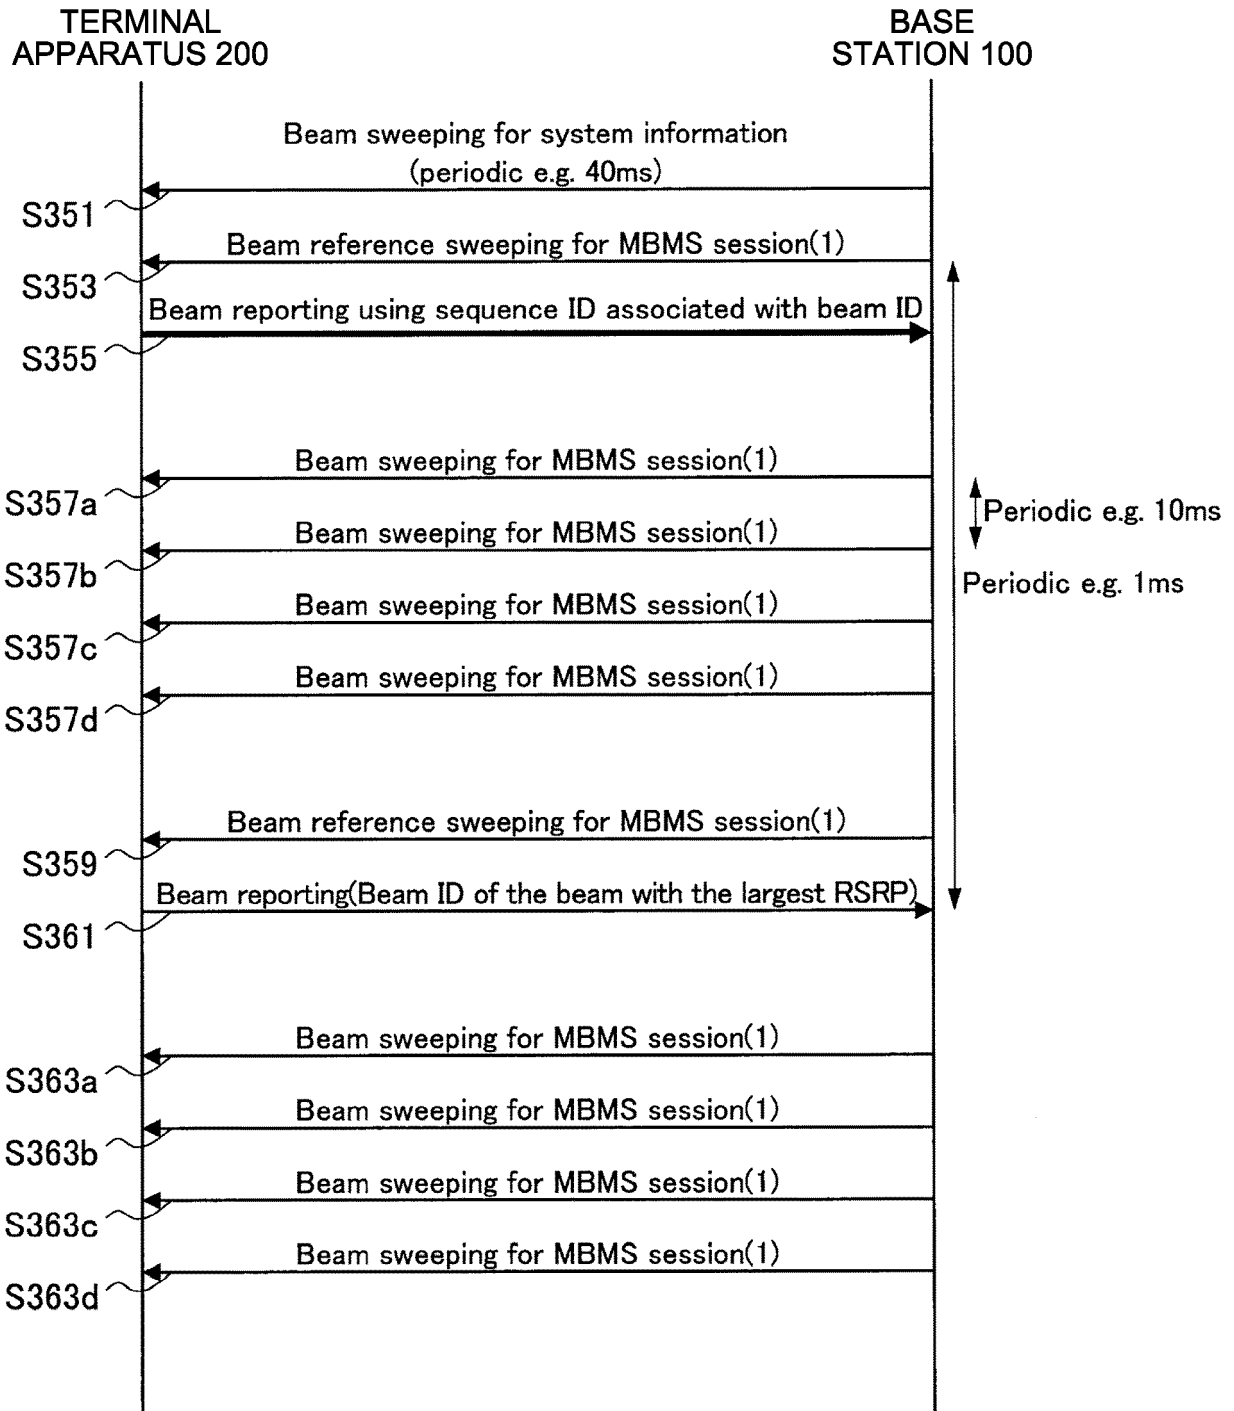 TERMINAL
APPARATUS 200
BASE
STATION 100
Beam sweeping for system information
(periodic e.g. 40ms)
S351
Beam reference sweeping for MBMS session(1)
S353
Beam reporting using sequence ID associated with beam ID
S355
Beam sweeping for MBMS session(1)
S357a
Periodic e.g. 10ms
Beam sweeping for MBMS session(1)
S357b
Periodic e.g. 1ms
Beam sweeping for MBMS session(1)
S357c
Beam sweeping for MBMS session(1)
S357d
Beam reference sweeping for MBMS session(1)
S359
Beam reporting(Beam ID of the beam with the largest RSRP)
S361
Beam sweeping for MBMS session(1)
S363a
Beam sweeping for MBMS session(1)
S363b
Beam sweeping for MBMS session(1)
S363c
Beam sweeping for MBMS session(1)
S363d